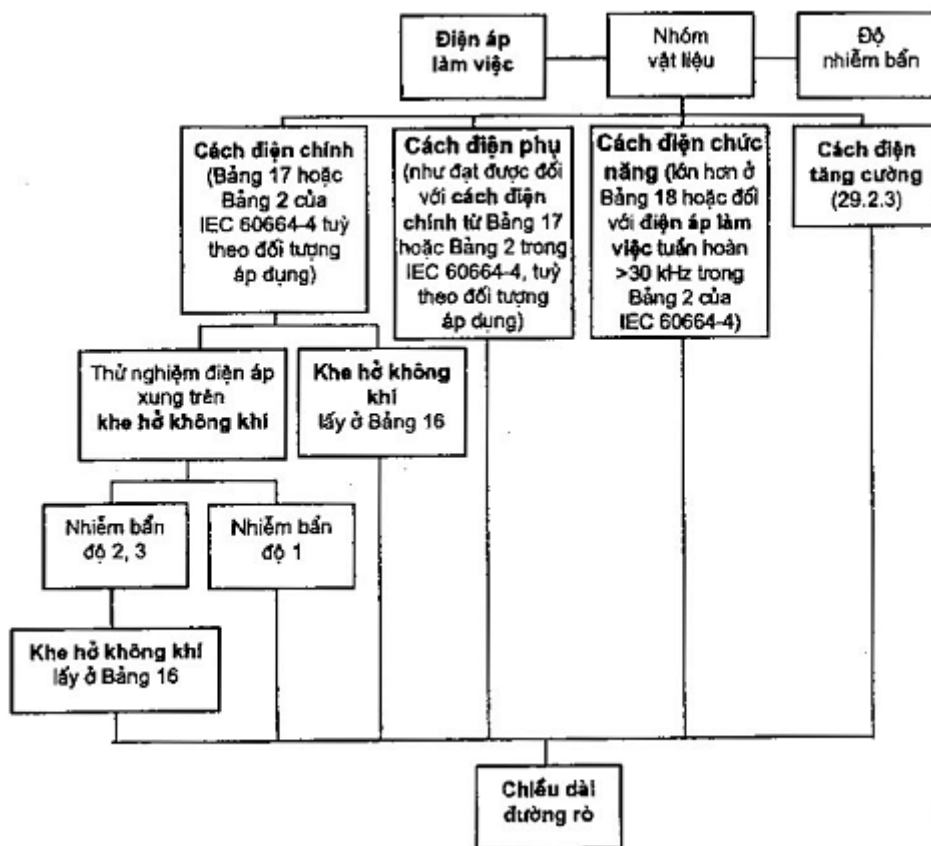 Điện áp
làm việc
Nhóm
vật liệu
Độ
nhiễm bẩn
Cách điện chính
(Bảng 17 hoặc
Bảng 2 của
IEC 60664-4 tuỳ
theo đối tượng
áp dụng)
Cách điện phụ
(như đạt được đối
với cách điện
chính từ Bảng 17
hoặc Bảng 2 trong
IEC 60664-4, tuỳ
theo đối tượng
áp dụng)
Cách điện chức
năng (lớn hơn ở
Bảng 18 hoặc đối
với điện áp làm
việc tuần hoàn
>30 kHz trong
Bảng 2 của
IEC 60664-4)
Cách điện
tăng cường
(29.2.3)
Thử nghiệm điện áp
xung trên
khe hở không khí
Khe hở không
khí
lấy ở Bảng 16
Nhiễm bẩn
độ 2, 3
Nhiễm bẩn
độ 1
Khe hở không khí
lấy ở Bảng 16
Chiều dài
đường rò